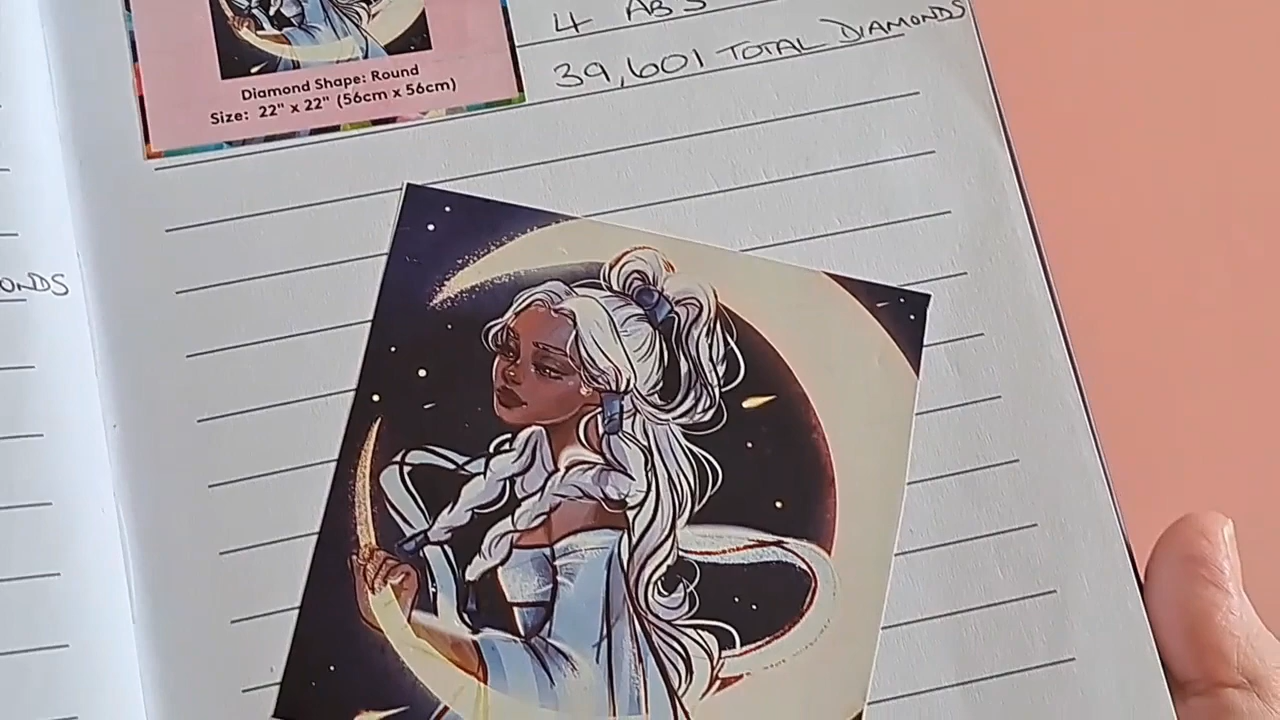 4 ABS
39,601 TOTAL DIAMONDS
Diamond Shape: Round
Size: 22" x 22" (56cm x 56cm)
ONDS